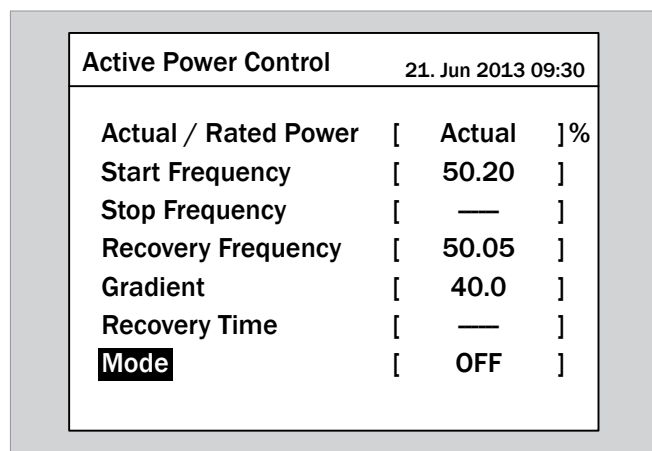 Active Power Control 21. Jun 2013 09:30
Actual / Rated Power [ Actual ]%
Start Frequency [ 50.20 ]
Stop Frequency [ —— ]
Recovery Frequency [ 50.05 ]
Gradient [ 40.0 ]
Recovery Time [ —— ]
Mode [ OFF ]